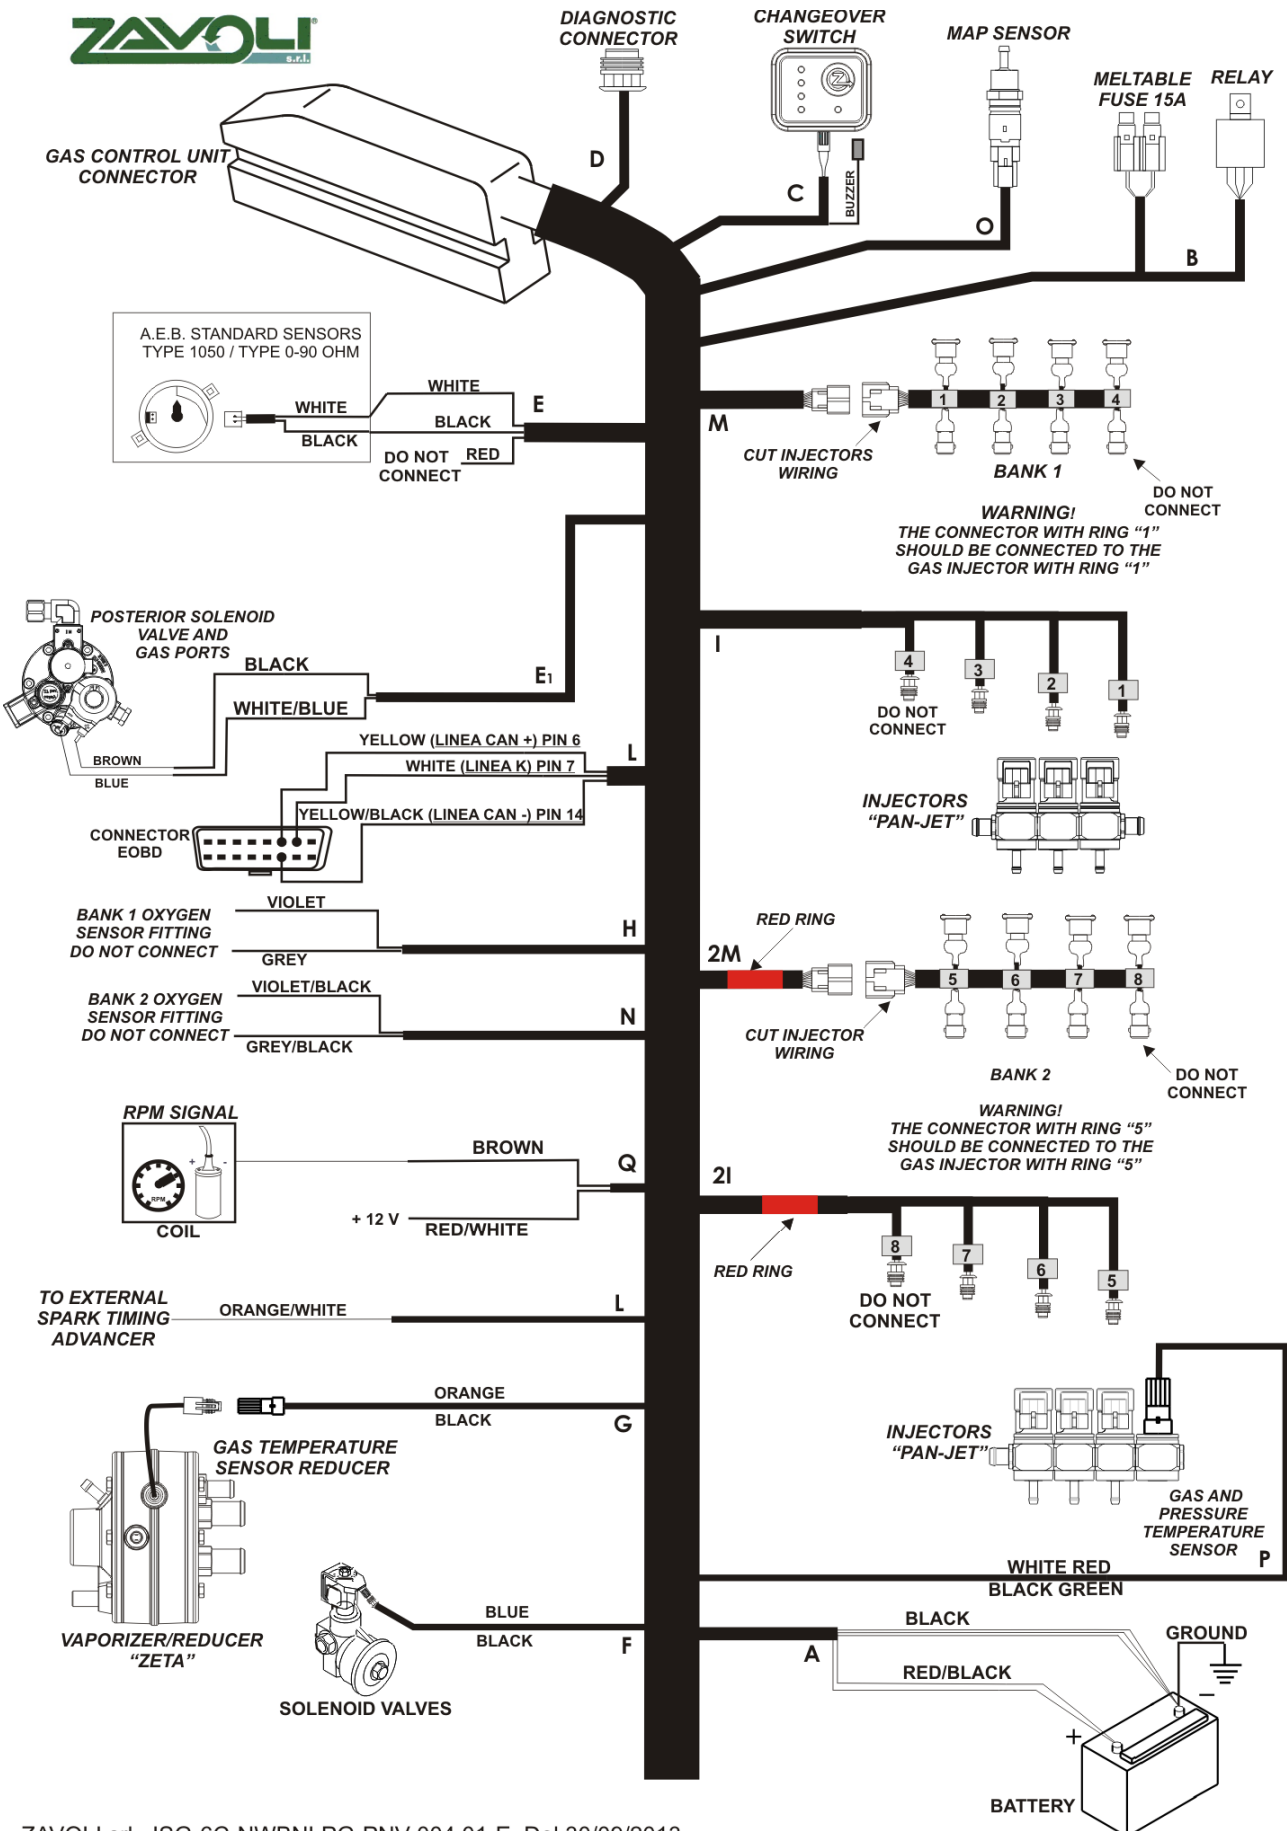 ZAVOLI®
s.r.l.
DIAGNOSTIC
CONNECTOR
CHANGEOVER
SWITCH
MAP SENSOR
MELTABLE
FUSE 15A
RELAY
GAS CONTROL UNIT
CONNECTOR
D
C
BUZZER
O
B
A.E.B. STANDARD SENSORS
TYPE 1050 / TYPE 0-90 OHM
WHITE
WHITE
BLACK
BLACK
DO NOT
CONNECT
RED
E
M
1 2 3 4
CUT INJECTORS
WIRING
BANK 1
DO NOT
CONNECT
WARNING!
THE CONNECTOR WITH RING “1”
SHOULD BE CONNECTED TO THE
GAS INJECTOR WITH RING “1”
POSTERIOR SOLENOID
VALVE AND
GAS PORTS
BLACK
WHITE/BLUE
BROWN
BLUE
E1
I
4 3 2 1
DO NOT
CONNECT
YELLOW (LINEA CAN +) PIN 6
WHITE (LINEA K) PIN 7
YELLOW/BLACK (LINEA CAN -) PIN 14
L
CONNECTOR
EOBD
INJECTORS
“PAN-JET”
BANK 1 OXYGEN
SENSOR FITTING
DO NOT CONNECT
VIOLET
GREY
H
BANK 2 OXYGEN
SENSOR FITTING
DO NOT CONNECT
VIOLET/BLACK
GREY/BLACK
N
RED RING
2M
5 6 7 8
CUT INJECTOR
WIRING
BANK 2
DO NOT
CONNECT
WARNING!
THE CONNECTOR WITH RING “5”
SHOULD BE CONNECTED TO THE
GAS INJECTOR WITH RING “5”
RPM SIGNAL
+ -
RPM
COIL
BROWN
+ 12 V
RED/WHITE
Q
2I
RED RING
8 7 6 5
DO NOT
CONNECT
TO EXTERNAL
SPARK TIMING
ADVANCER
ORANGE/WHITE
L
ORANGE
BLACK
G
GAS TEMPERATURE
SENSOR REDUCER
VAPORIZER/REDUCER
“ZETA”
INJECTORS
“PAN-JET”
GAS AND
PRESSURE
TEMPERATURE
SENSOR
P
WHITE RED
BLACK GREEN
BLUE
BLACK
F
SOLENOID VALVES
A
BLACK
RED/BLACK
GROUND
+
−
BATTERY